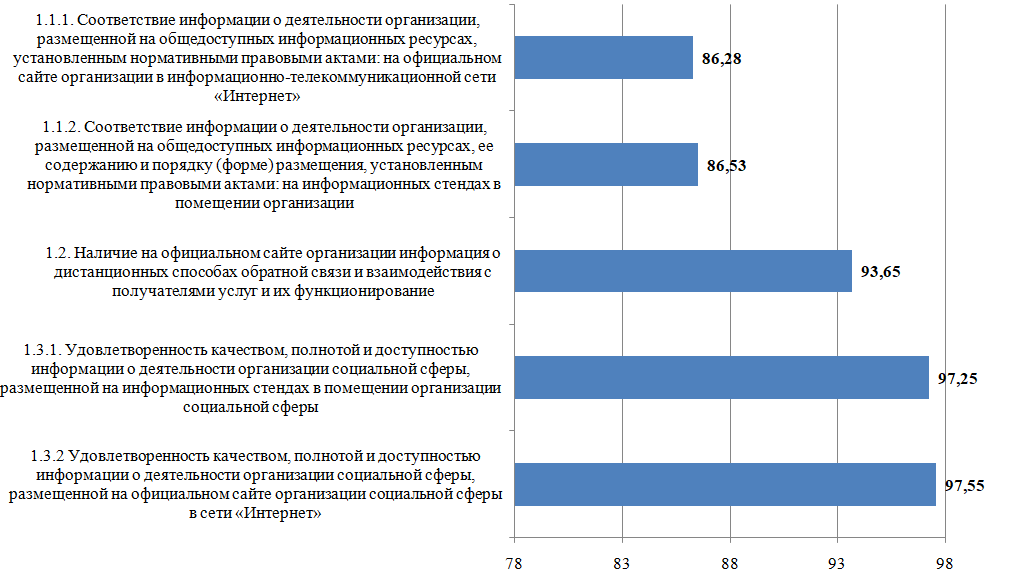 1.1.1. Соответствие информации о деятельности организации,
размещенной на общедоступных информационных ресурсах,
установленным нормативными правовыми актами: на официальном
сайте организации в информационно-телекоммуникационной сети
«Интернет»
86,28
1.1.2. Соответствие информации о деятельности организации,
размещенной на общедоступных информационных ресурсах, ее
содержанию и порядку (форме) размещения, установленным
нормативными правовыми актами: на информационных стендах в
помещении организации
86,53
1.2. Наличие на официальном сайте организации информация о
дистанционных способах обратной связи и взаимодействия с
получателями услуг и их функционирование
93,65
1.3.1. Удовлетворенность качеством, полнотой и доступностью
информации о деятельности организации социальной сферы,
размещенной на информационных стендах в помещении организации
социальной сферы
97,25
1.3.2 Удовлетворенность качеством, полнотой и доступностью
информации о деятельности организации социальной сферы,
размещенной на официальном сайте организации социальной сферы
в сети «Интернет»
97,55
78 83 88 93 98